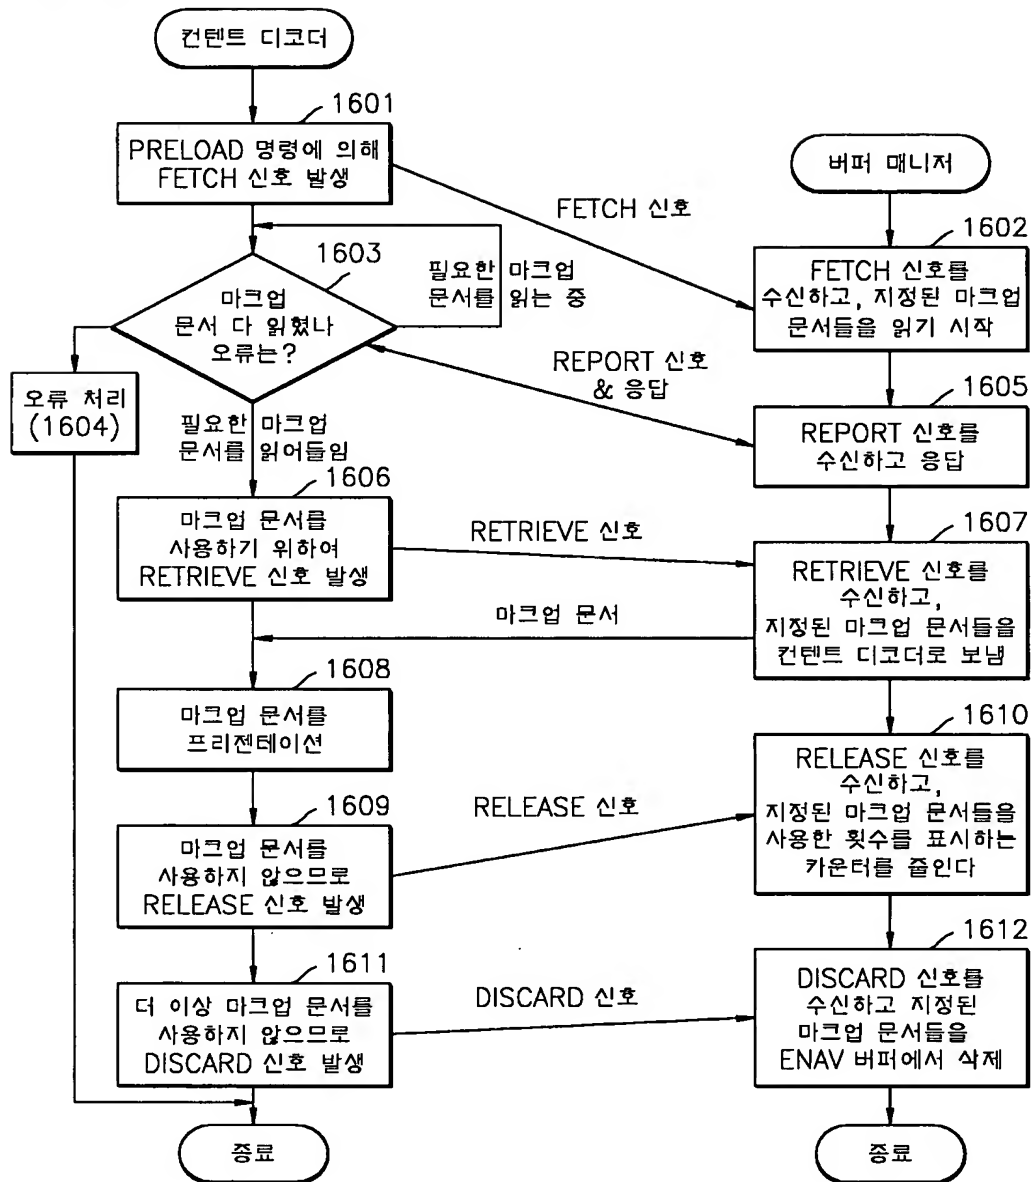 컨텐트 디코더
1601
PRELOAD 명령에 의해
FETCH 신호 발생
버퍼 매니저
FETCH 신호
1602
FETCH 신호를
수신하고, 지정된 마크업
문서들을 읽기 시작
1603
필요한 마크업
문서를 읽는 중
마크업
문서 다 읽혔나
오류는?
REPORT 신호
& 응답
오류 처리
(1604)
1605
REPORT 신호를
수신하고 응답
필요한 마크업
문서를 읽어들임
1606
마크업 문서를
사용하기 위하여
RETRIEVE 신호 발생
RETRIEVE 신호
1607
RETRIEVE 신호를
수신하고,
지정된 마크업 문서들을
컨텐트 디코더로 보냄
마크업 문서
1608
마크업 문서를
프리젠테이션
1610
RELEASE 신호를
수신하고,
지정된 마크업 문서들을
사용한 횟수를 표시하는
카운터를 줄인다
1609
마크업 문서를
사용하지 않으므로
RELEASE 신호 발생
RELEASE 신호
1611
더 이상 마크업 문서를
사용하지 않으므로
DISCARD 신호 발생
DISCARD 신호
1612
DISCARD 신호를
수신하고 지정된
마크업 문서들을
ENAV 버퍼에서 삭제
종료
종료